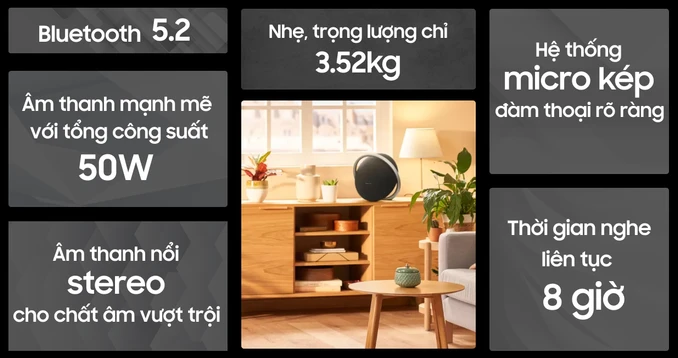 Bluetooth 5.2
Âm thanh mạnh mẽ
với tổng công suất
50W
Âm thanh nổi
stereo
cho chất âm vượt trội
Nhẹ, trọng lượng chỉ
3.52kg
Hệ thống
micro kép
đàm thoại rõ ràng
Thời gian nghe
liên tục
8 giờ